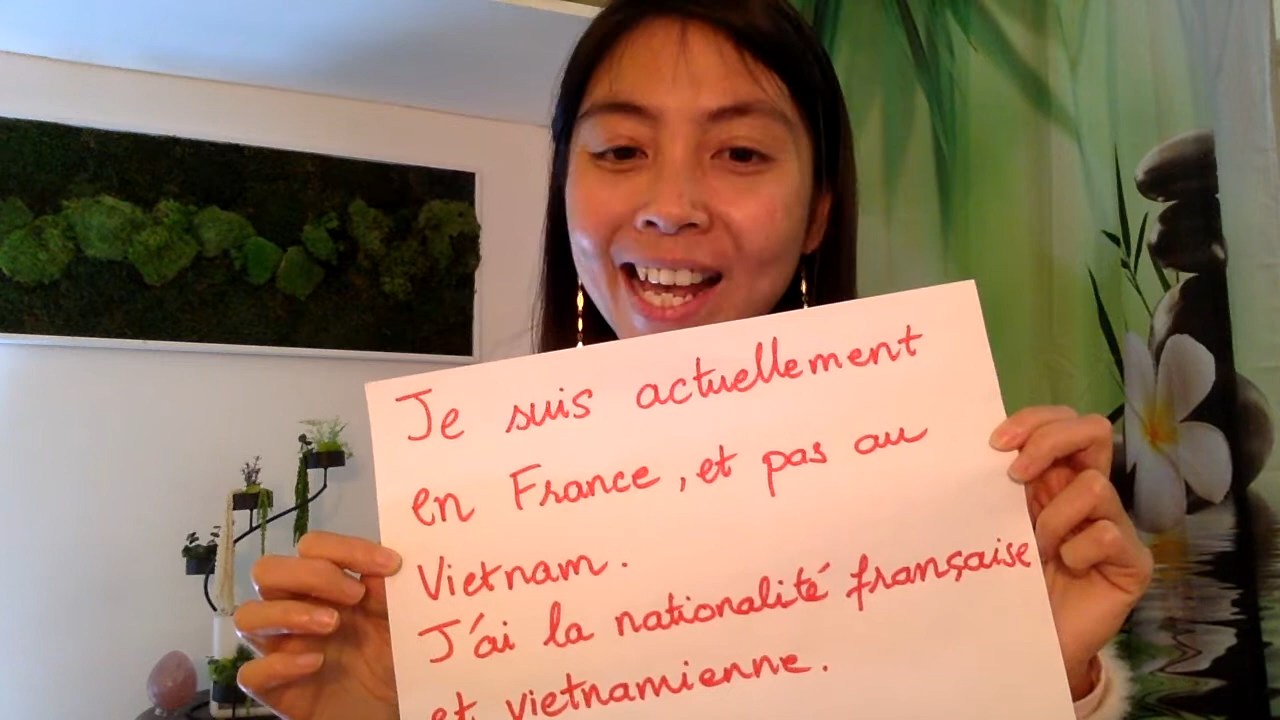 Je suis actuellement
en France, et pas au
Vietnam.
J'ai la nationalité française
et vietnamienne.